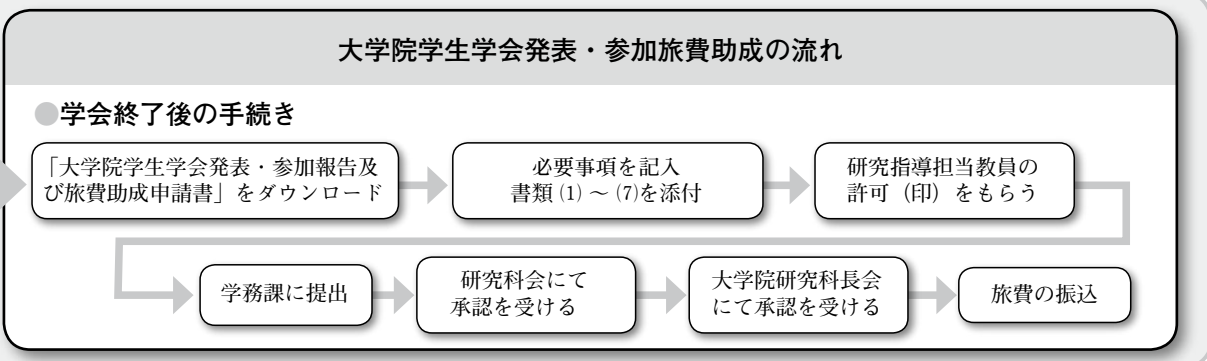 大学院学生学会発表・参加旅費助成の流れ
●学会終了後の手続き
「大学院学生学会発表・参加報告及
び旅費助成申請書」をダウンロード
必要事項を記入
書類 (1) ～ (7)を添付
研究指導担当教員の
許可（印）をもらう
学務課に提出
研究科会にて
承認を受ける
大学院研究科長会
にて承認を受ける
旅費の振込